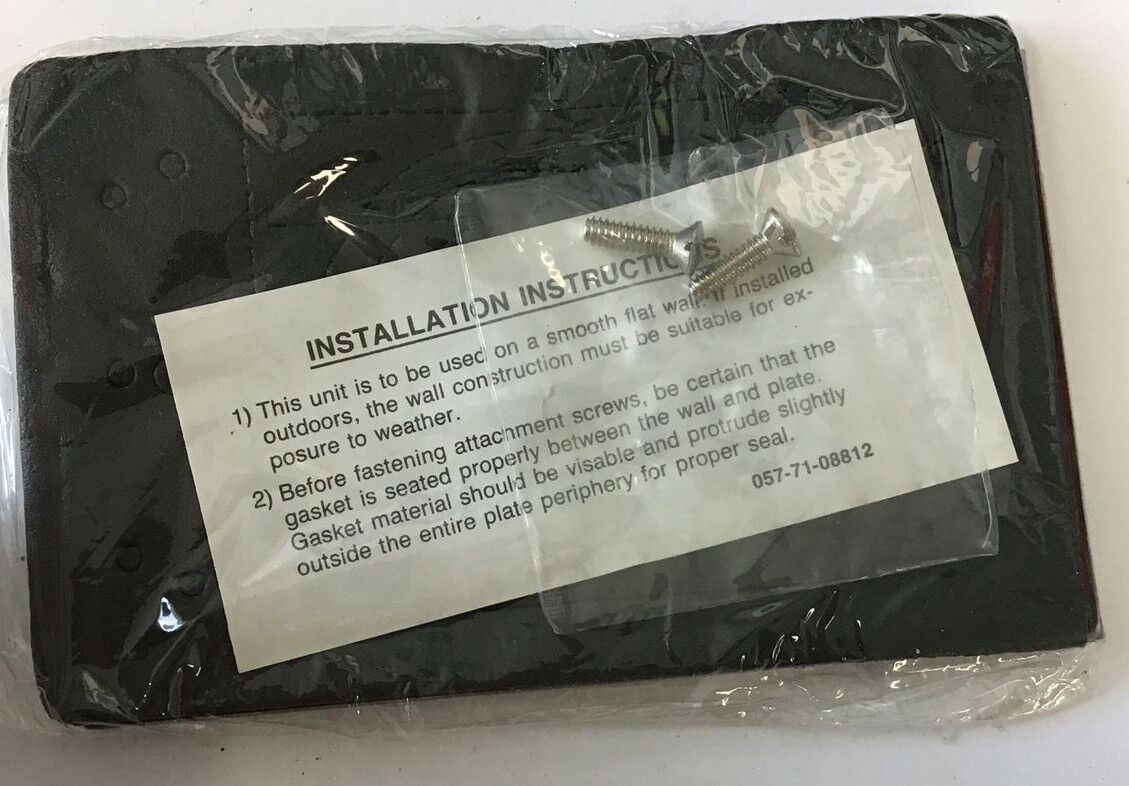 INSTALLATION INSTRUCTIONS
1) This unit is to be used on a smooth flat wall. If installed
outdoors, the wall construction must be suitable for ex-
posure to weather.
2) Before fastening attachment screws, be certain that the
gasket is seated properly between the wall and plate.
Gasket material should be visable and protrude slightly
outside the entire plate periphery for proper seal.
057-71-08812